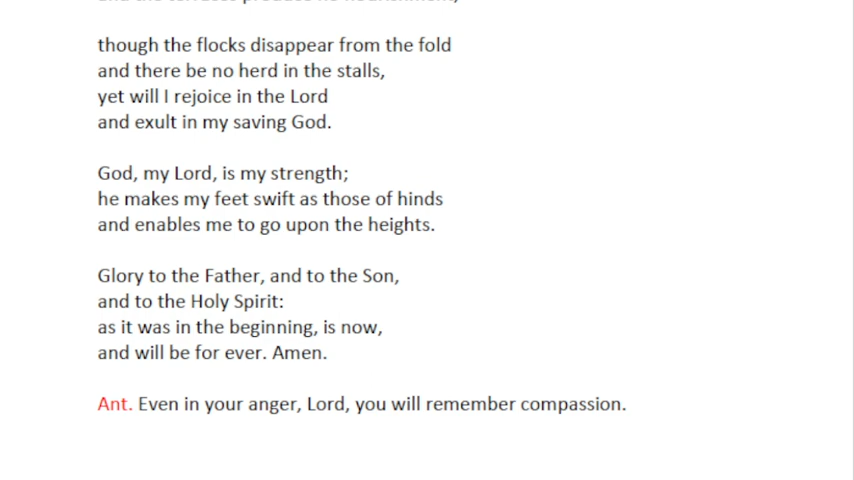 though the flocks disappear from the fold
and there be no herd in the stalls,
yet will I rejoice in the Lord
and exult in my saving God.
God, my Lord, is my strength;
he makes my feet swift as those of hinds
and enables me to go upon the heights.
Glory to the Father, and to the Son,
and to the Holy Spirit:
as it was in the beginning, is now,
and will be for ever. Amen.
Ant. Even in your anger, Lord, you will remember compassion.